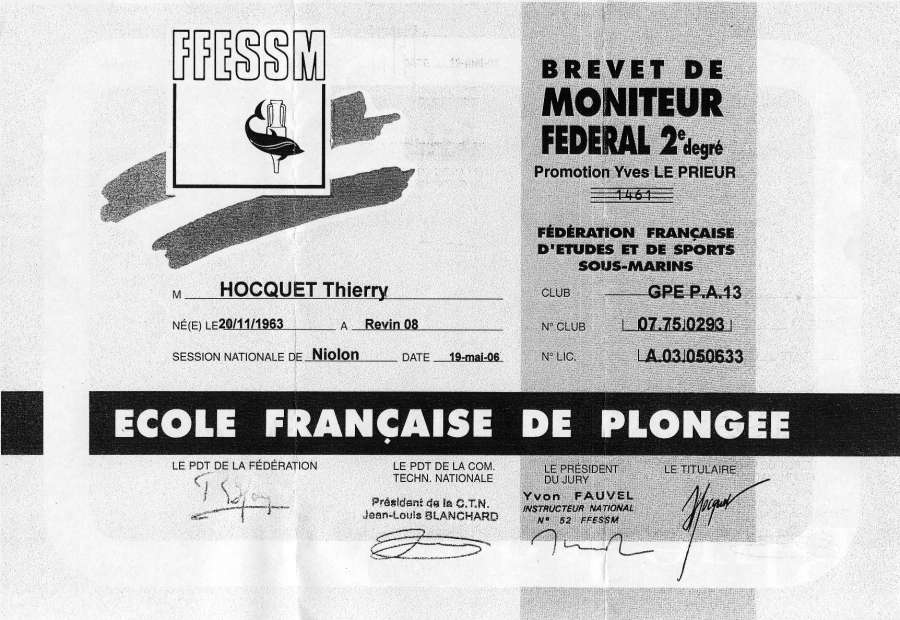 FFESSM
BREVET DE
MONITEUR
FEDERAL 2e degré
Promotion Yves LE PRIEUR
1461
FÉDÉRATION FRANÇAISE
D'ETUDES ET DE SPORTS
SOUS-MARINS
M HOCQUET Thierry
NÉ(E) LE 20/11/1963 A Revin 08
SESSION NATIONALE DE Niolon DATE 19-mai-06
CLUB GPE P.A.13
N° CLUB 07.75.0293
N° LIC. A.03.050633
ECOLE FRANÇAISE DE PLONGEE
LE PDT DE LA FÉDÉRATION
LE PDT DE LA COM.
TECHN. NATIONALE
Président de la C.T.N.
Jean-Louis BLANCHARD
LE PRÉSIDENT
DU JURY
Yvon FAUVEL
INSTRUCTEUR NATIONAL
N° 52 FFESSM
LE TITULAIRE
Hocquet